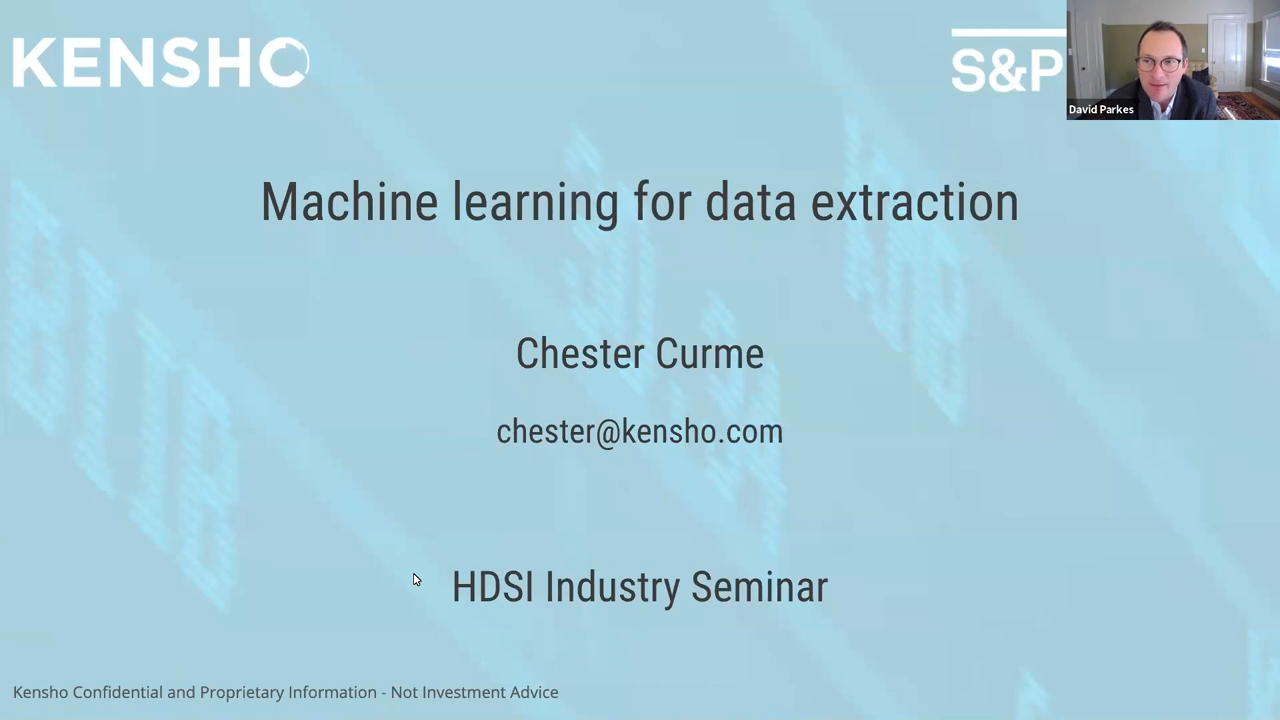 KENSHO
S&P
David Parkes
Machine learning for data extraction
Chester Curme
chester@kensho.com
HDSI Industry Seminar
Kensho Confidential and Proprietary Information - Not Investment Advice